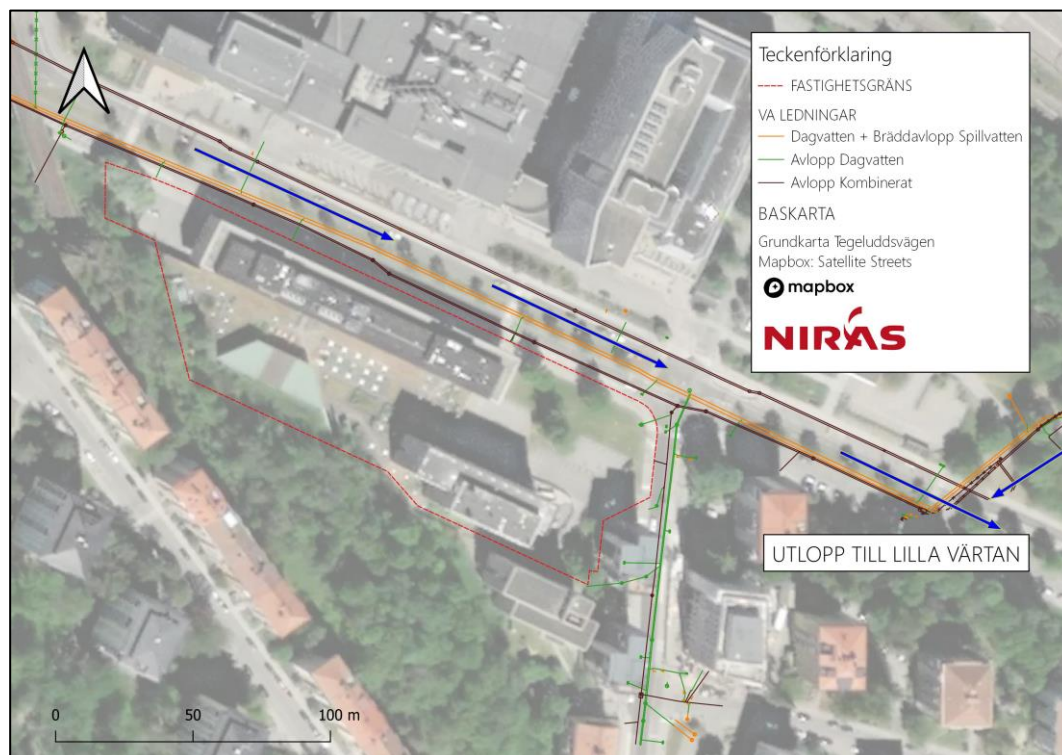 Teckenförklaring
FASTIGHETSGRÄNS
VA LEDNINGAR
Dagvatten + Bräddavlopp Spillvatten
Avlopp Dagvatten
Avlopp Kombinerat
BASKARTA
Grundkarta Tegeluddsvägen
Mapbox: Satellite Streets
mapbox
NIRAS
UTLOPP TILL LILLA VÄRTAN
0 50 100 m